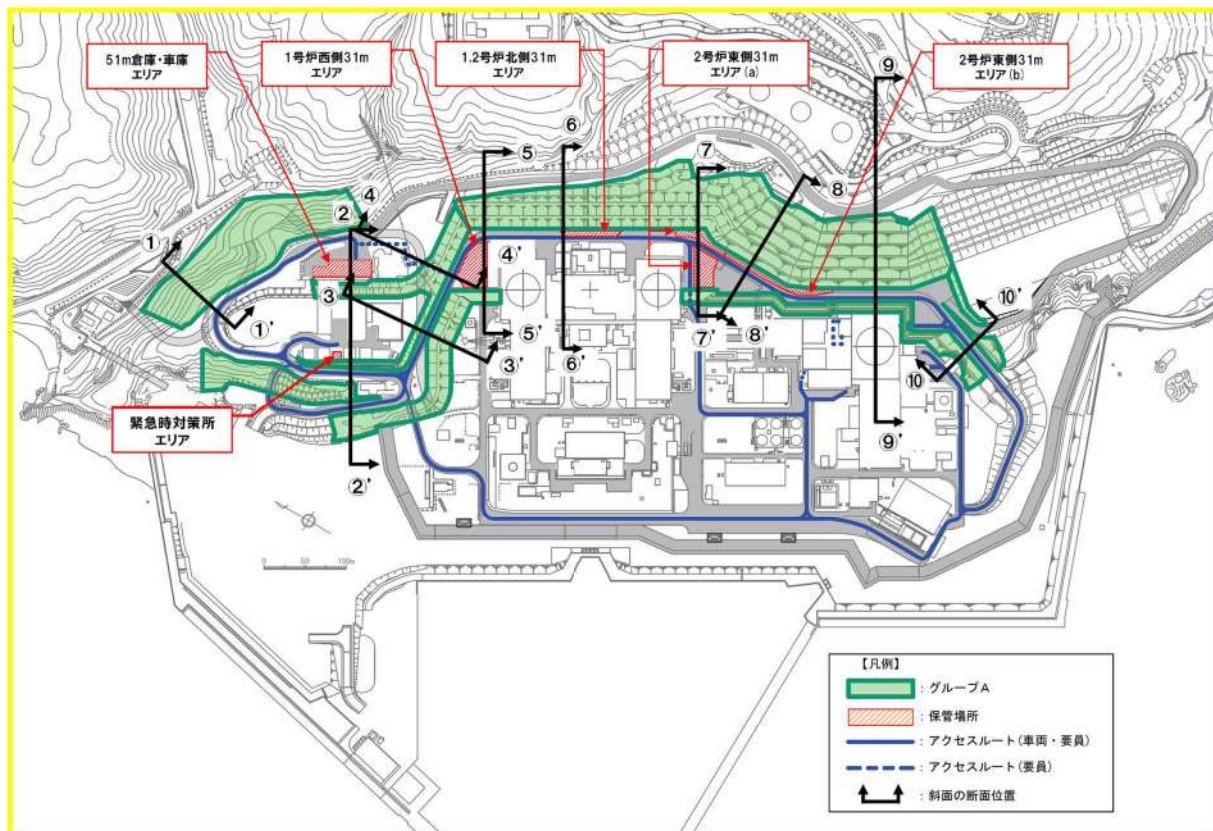 51m倉庫・車庫
エリア
1号炉西側31m
エリア
1.2号炉北側31m
エリア
2号炉東側31m
エリア(a)
2号炉東側31m
エリア(b)
⑨
⑥
⑤
⑦
⑧
④
②
①
④'
③
①'
⑤'
③'
⑥'
⑦'
⑧'
⑩'
⑩
⑨'
緊急時対策所
エリア
②'
0 50 100m
【凡例】
：グループA
：保管場所
：アクセスルート(車両・要員)
：アクセスルート(要員)
：斜面の断面位置